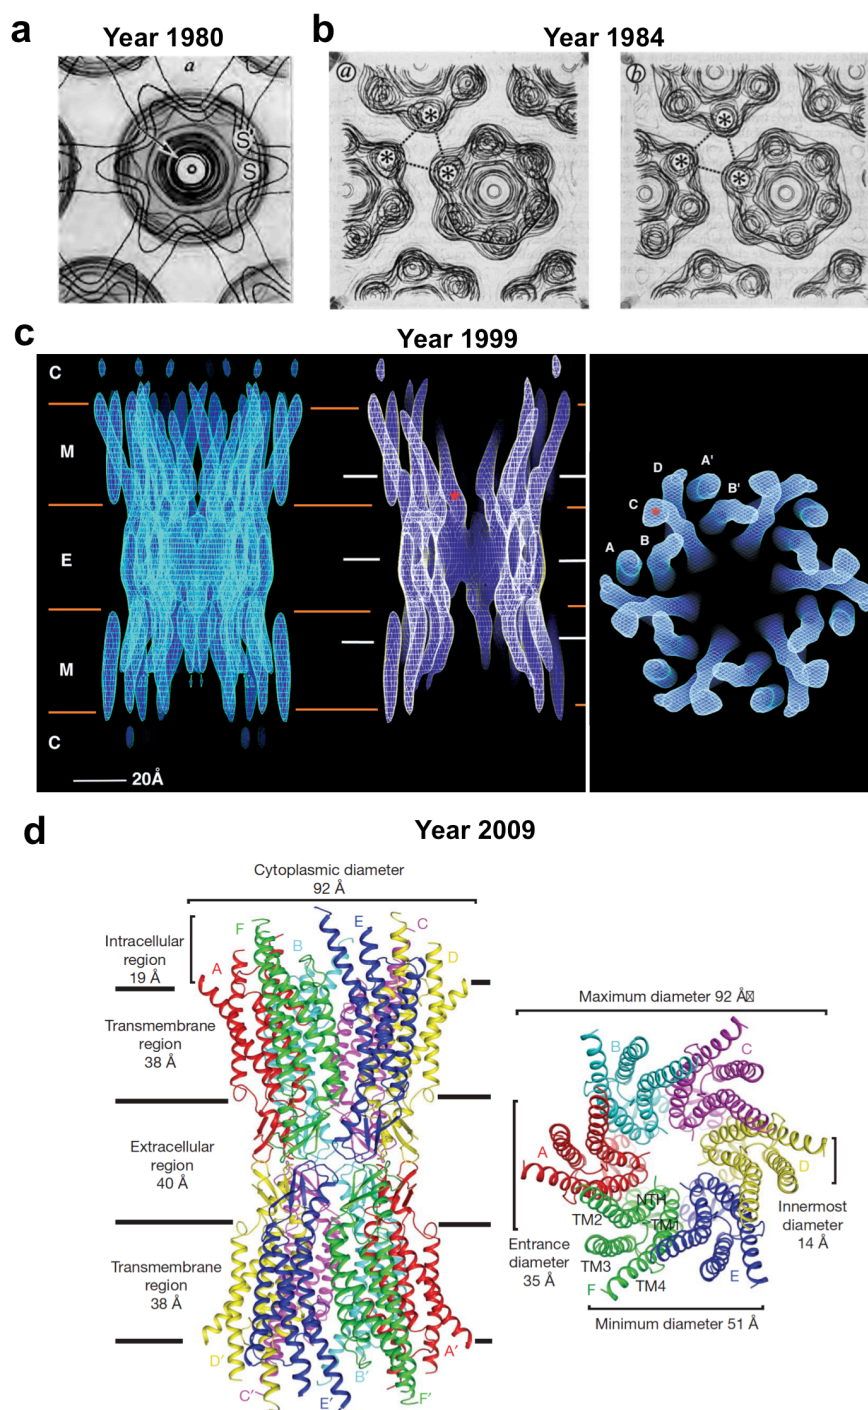 a
Year 1980
a
S'
S
b
Year 1984
a
*
*
*
b
*
*
*
c
Year 1999
C
M
E
M
C
20Å
A'
D
B'
C
B
A
d
Year 2009
Cytoplasmic diameter
92 Å
Intracellular
region
19 Å
Transmembrane
region
38 Å
Extracellular
region
40 Å
Transmembrane
region
38 Å
F
E
C
B
A
D
D′
C′
E′
B′
F′
A′
Maximum diameter 92 Å
B
C
A
D
NTH
TM2
TM1
TM3
TM4
F
E
Entrance
diameter
35 Å
Innermost
diameter
14 Å
Minimum diameter 51 Å